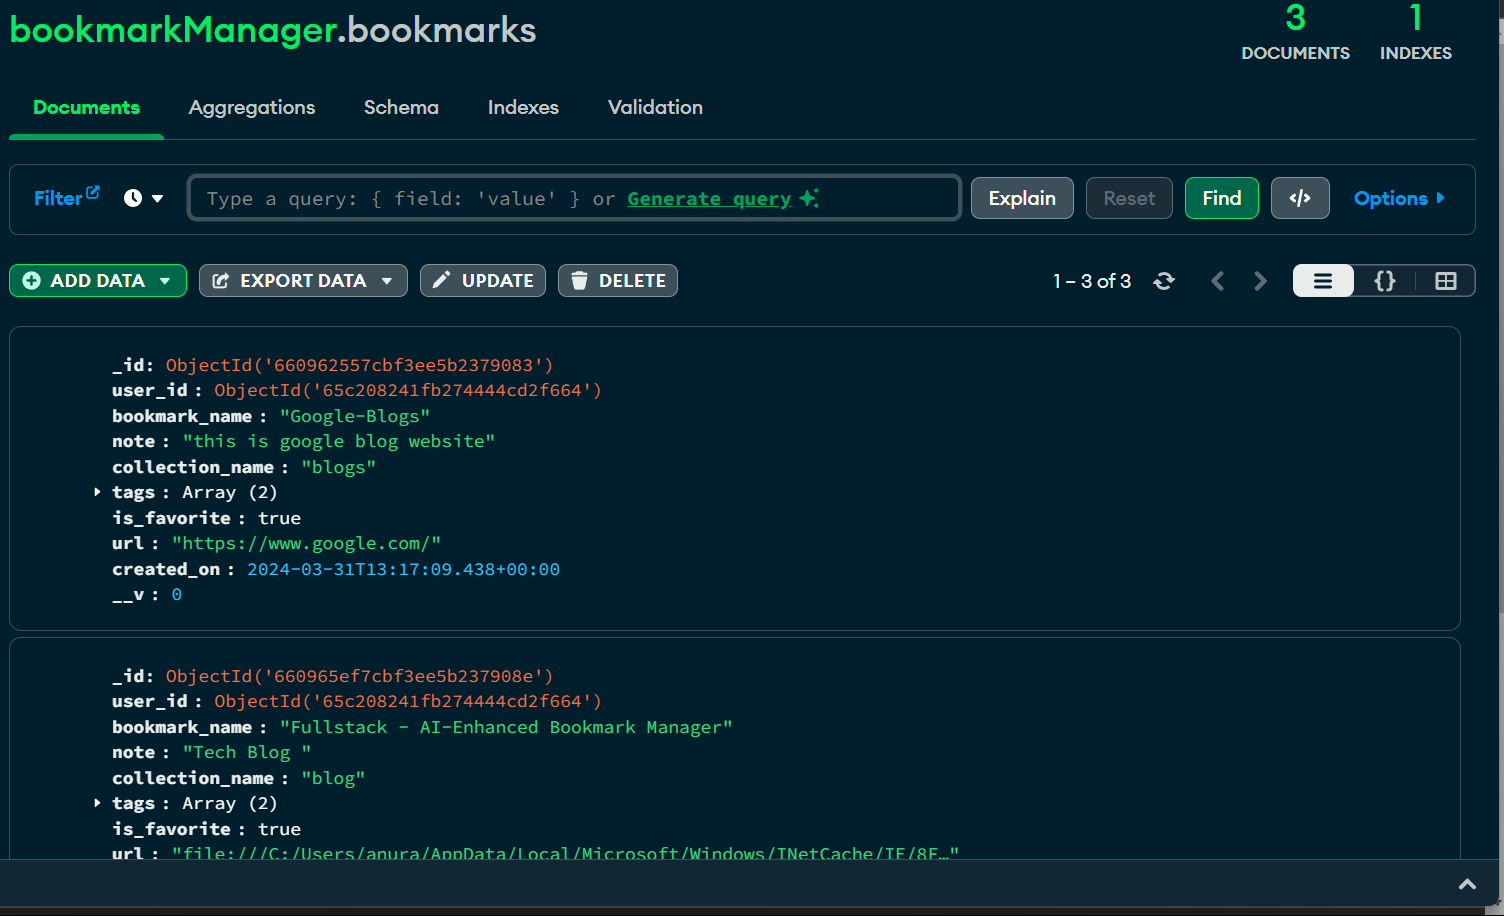 bookmarkManager.bookmarks
3
DOCUMENTS
1
INDEXES
Documents
Aggregations
Schema
Indexes
Validation
Filter
Type a query: { field: 'value' } or Generate query
Explain
Reset
Find
</>
Options
ADD DATA
EXPORT DATA
UPDATE
DELETE
1 – 3 of 3
{}
_id: ObjectId('660962557cbf3ee5b2379083')
user_id : ObjectId('65c208241fb274444cd2f664')
bookmark_name : "Google-Blogs"
note : "this is google blog website"
collection_name : "blogs"
tags : Array (2)
is_favorite : true
url : "https://www.google.com/"
created_on : 2024-03-31T13:17:09.438+00:00
__v : 0
_id: ObjectId('660965ef7cbf3ee5b237908e')
user_id : ObjectId('65c208241fb274444cd2f664')
bookmark_name : "Fullstack - AI-Enhanced Bookmark Manager"
note : "Tech Blog "
collection_name : "blog"
tags : Array (2)
is_favorite : true
url : "file:///C:/Users/anura/AppData/Local/Microsoft/Windows/INetCache/IE/8E…"